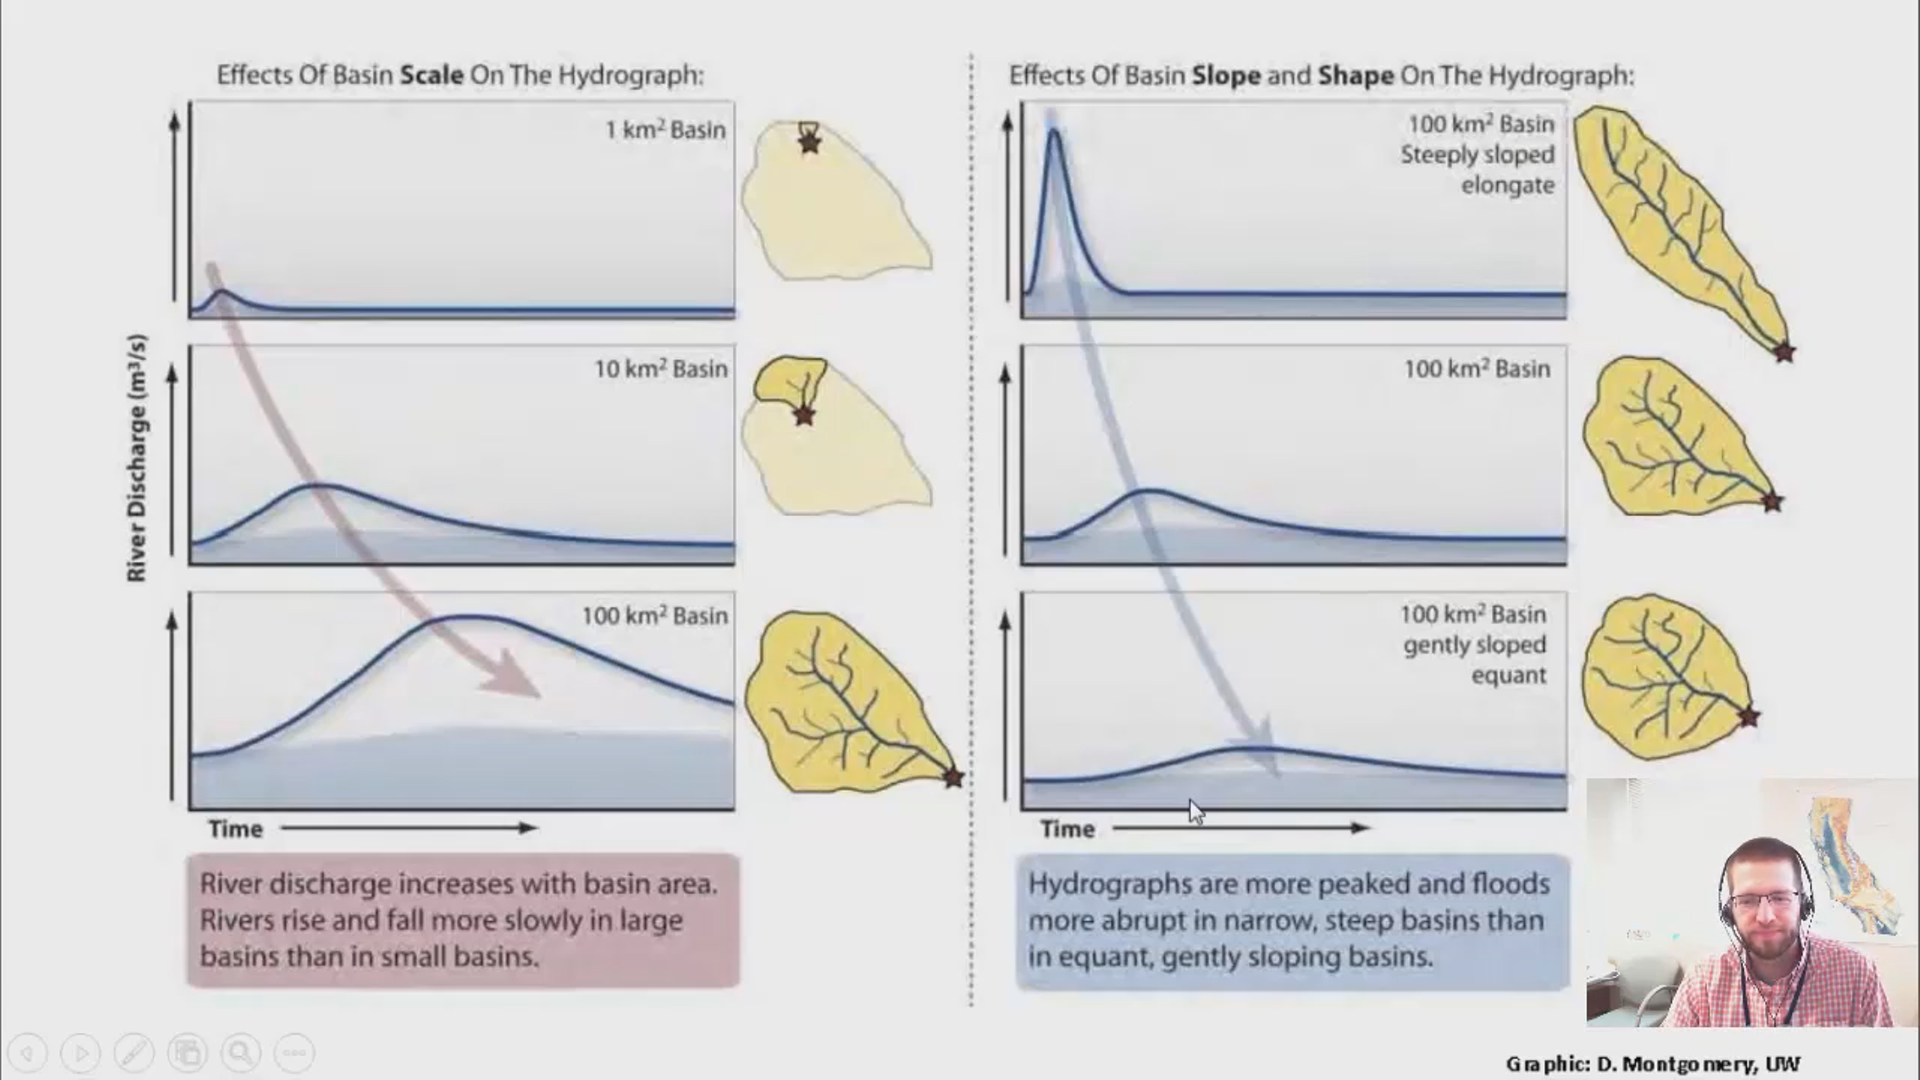 Effects Of Basin Scale On The Hydrograph:
1 km² Basin
10 km² Basin
100 km² Basin
River Discharge (m³/s)
Time
River discharge increases with basin area.
Rivers rise and fall more slowly in large
basins than in small basins.
Effects Of Basin Slope and Shape On The Hydrograph:
100 km² Basin
Steeply sloped
elongate
100 km² Basin
100 km² Basin
gently sloped
equant
Time
Hydrographs are more peaked and floods
more abrupt in narrow, steep basins than
in equant, gently sloping basins.
Graphic: D. Montgomery, UW